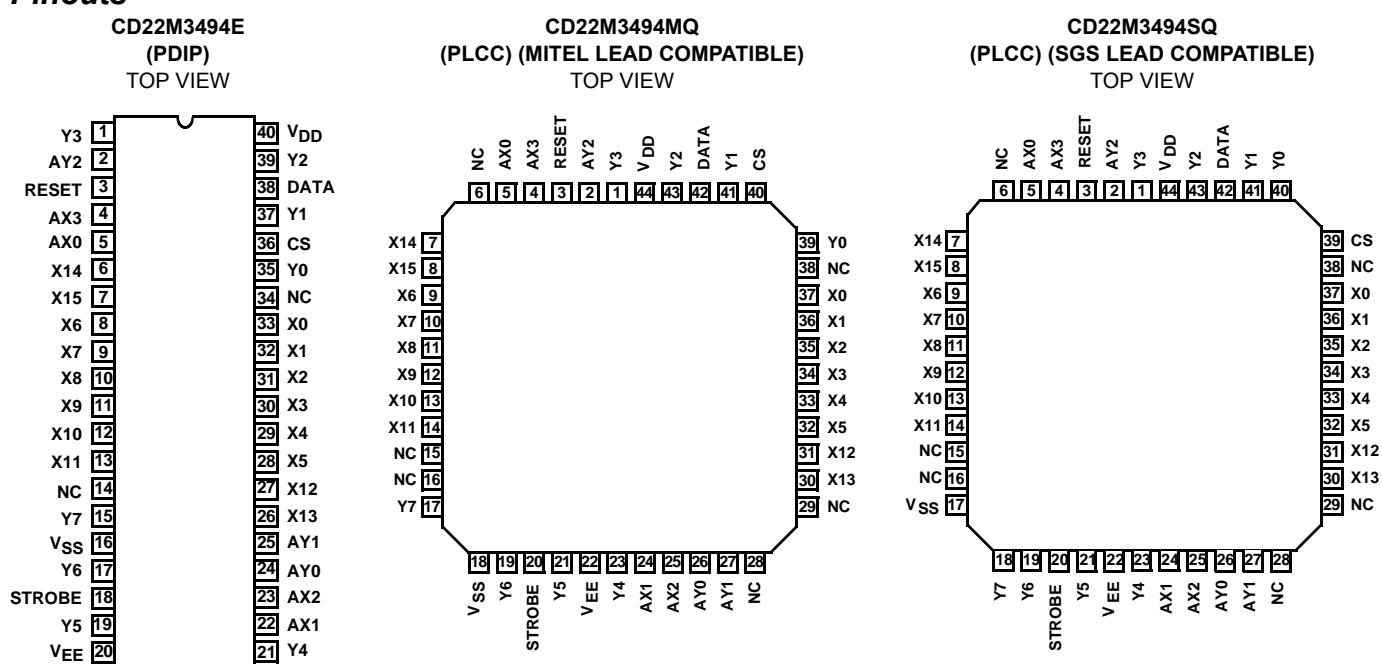 Pinouts
CD22M3494E
(PDIP)
TOP VIEW
Y3 1
AY2 2
RESET 3
AX3 4
AX0 5
X14 6
X15 7
X6 8
X7 9
X8 10
X9 11
X10 12
X11 13
NC 14
Y7 15
VSS 16
Y6 17
STROBE 18
Y5 19
VEE 20
40 VDD
39 Y2
38 DATA
37 Y1
36 CS
35 Y0
34 NC
33 X0
32 X1
31 X2
30 X3
29 X4
28 X5
27 X12
26 X13
25 AY1
24 AY0
23 AX2
22 AX1
21 Y4
CD22M3494MQ
(PLCC) (MITEL LEAD COMPATIBLE)
TOP VIEW
NC AX0 AX3 RESET AY2 Y3 VDD Y2 DATA Y1 CS
6 5 4 3 2 1 44 43 42 41 40
X14 7
X15 8
X6 9
X7 10
X8 11
X9 12
X10 13
X11 14
NC 15
NC 16
Y7 17
39 Y0
38 NC
37 X0
36 X1
35 X2
34 X3
33 X4
32 X5
31 X12
30 X13
29 NC
18 19 20 21 22 23 24 25 26 27 28
VSS Y6 STROBE Y5 VEE Y4 AX1 AX2 AY0 AY1 NC
CD22M3494SQ
(PLCC) (SGS LEAD COMPATIBLE)
TOP VIEW
NC AX0 AX3 RESET AY2 Y3 VDD Y2 DATA Y1 Y0
6 5 4 3 2 1 44 43 42 41 40
X14 7
X15 8
X6 9
X7 10
X8 11
X9 12
X10 13
X11 14
NC 15
NC 16
VSS 17
39 CS
38 NC
37 X0
36 X1
35 X2
34 X3
33 X4
32 X5
31 X12
30 X13
29 NC
18 19 20 21 22 23 24 25 26 27 28
Y7 Y6 STROBE Y5 VEE Y4 AX1 AX2 AY0 AY1 NC